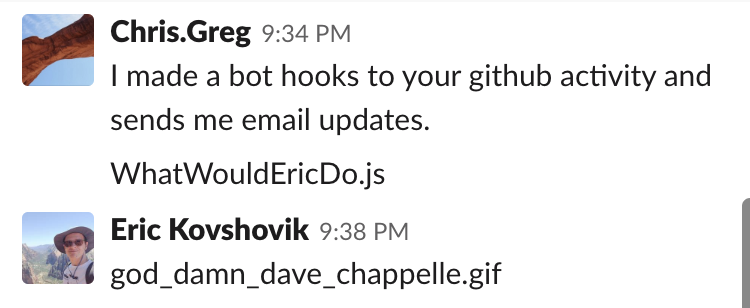 Chris.Greg 9:34 PM
I made a bot hooks to your github activity and
sends me email updates.
WhatWouldEricDo.js
Eric Kovshovik 9:38 PM
god_damn_dave_chappelle.gif